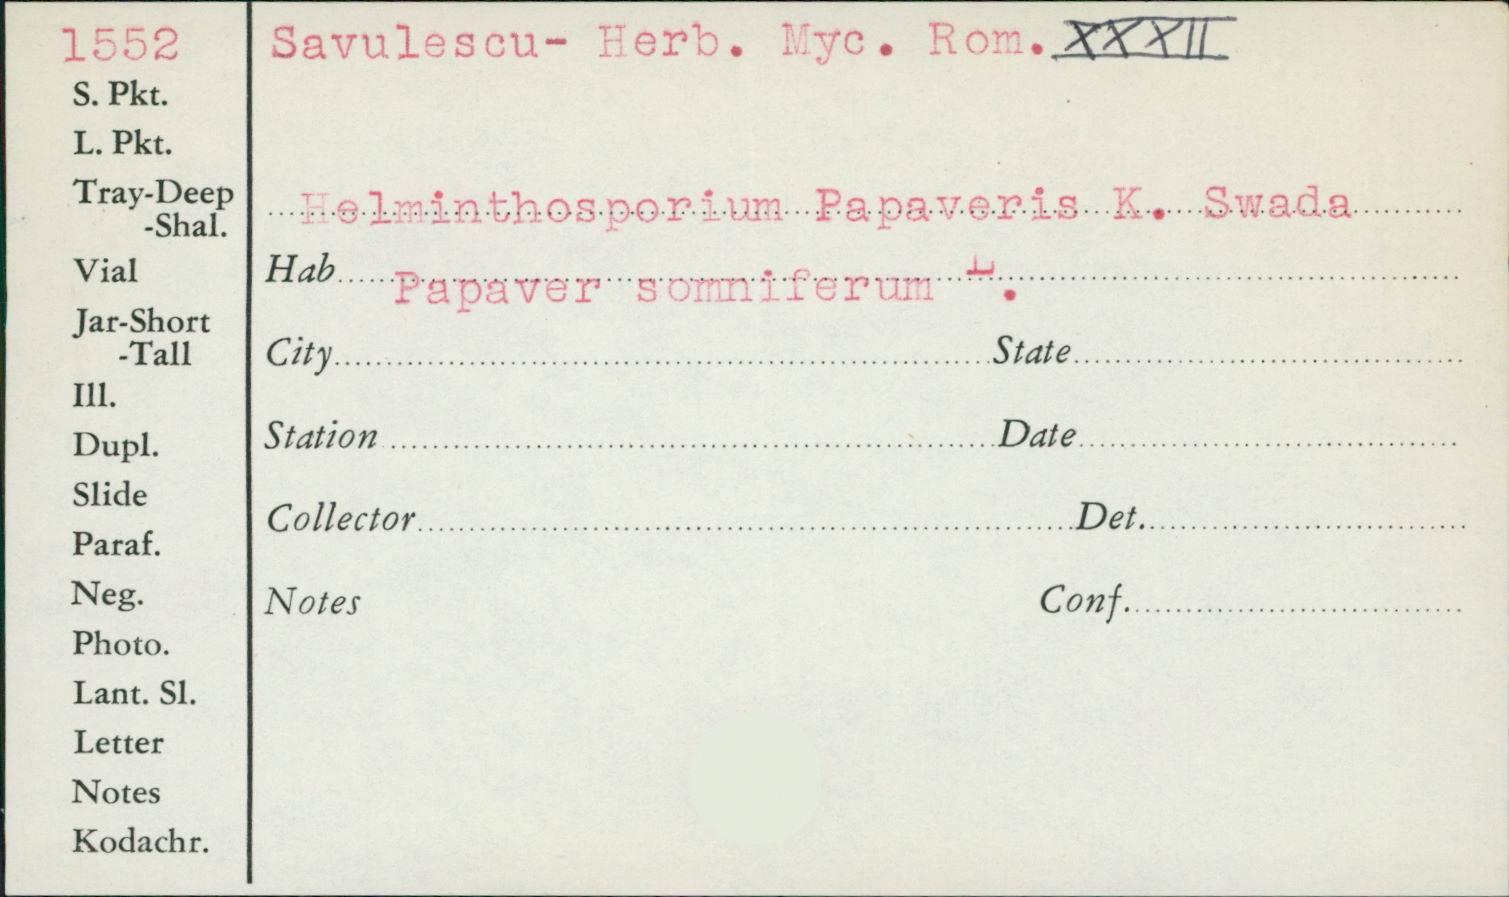 1552
Savulescu- Herb. Myc. Rom. XXXII
S. Pkt.
L. Pkt.
Tray-Deep
-Shal.
Vial
Jar-Short
-Tall
Ill.
Dupl.
Slide
Paraf.
Neg.
Photo.
Lant. Sl.
Letter
Notes
Kodachr.
Helminthosporium Papaveris K. Swada
Hab Papaver somniferum L.
City State
Station Date
Collector Det.
Notes Conf.